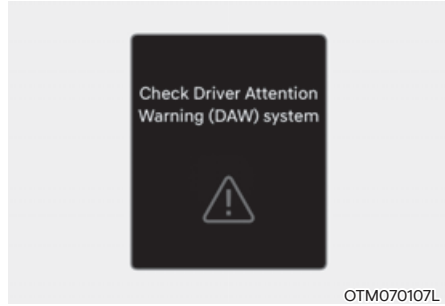 Check Driver Attention
Warning (DAW) system
OTM070107L